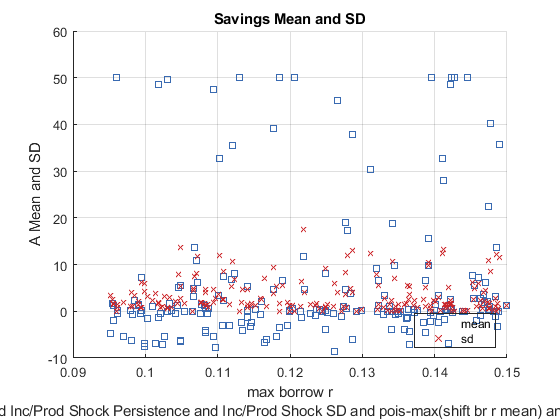 Savings Mean and SD
60
50
40
30
20
10
0
-10
A Mean and SD
mean
sd
0.09
0.1
0.11
0.12
0.13
0.14
0.15
max borrow r
d Inc/Prod Shock Persistence and Inc/Prod Shock SD and pois-max(shift br r mean) and